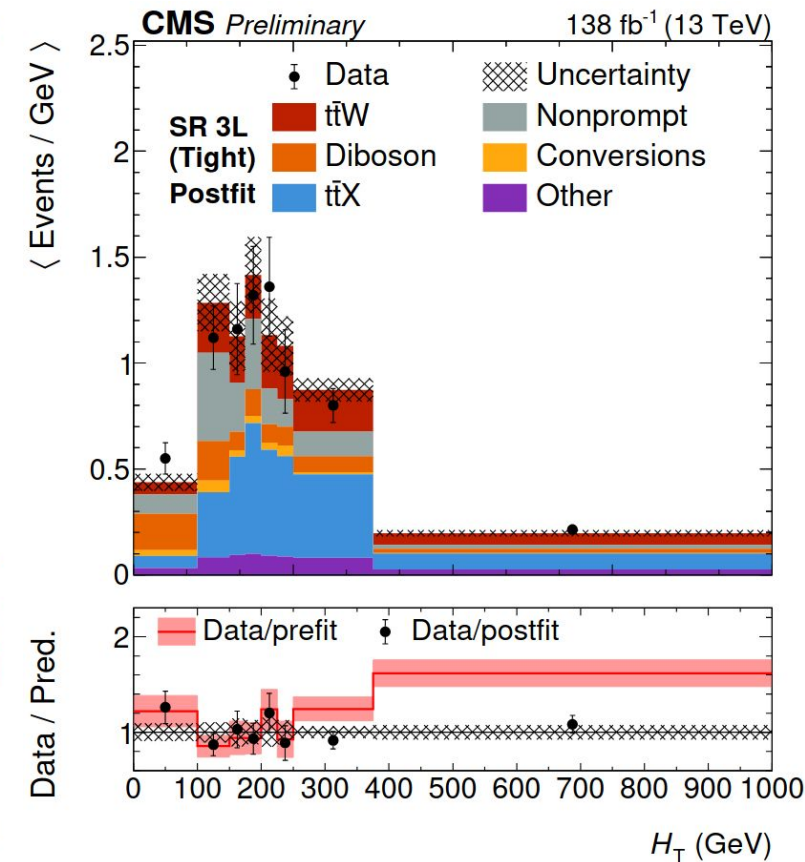 CMS Preliminary 138 fb⁻¹ (13 TeV)
⟨ Events / GeV ⟩
2.5
2
1.5
1
0.5
0
Data Uncertainty
SR 3L
(Tight)
Postfit
tt̄W Nonprompt
Diboson Conversions
tt̄X Other
Data / Pred.
2
1
Data/prefit Data/postfit
0 100 200 300 400 500 600 700 800 900 1000
H_T (GeV)